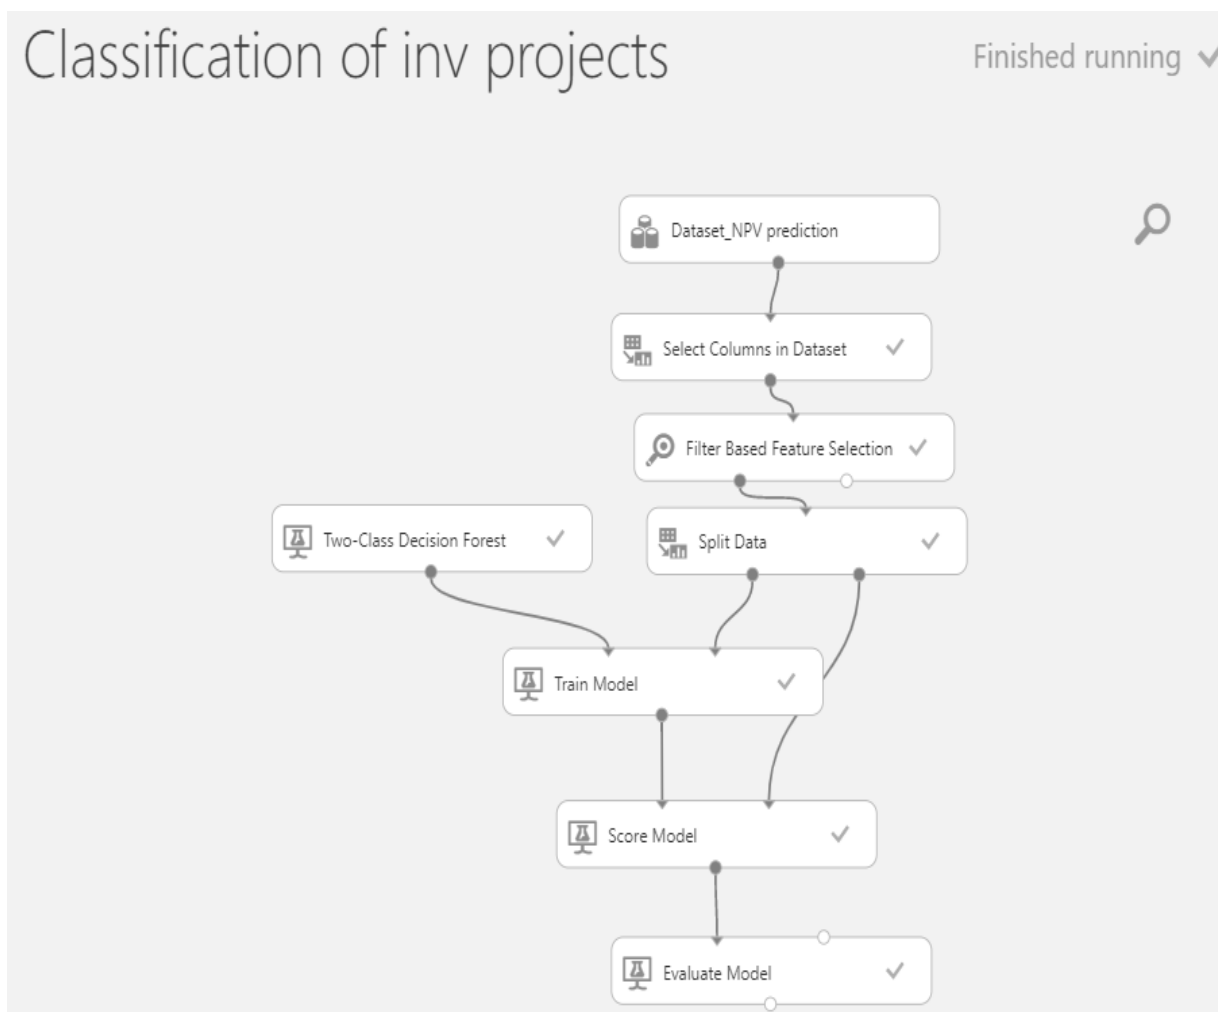 Classification of inv projects
Finished running
Dataset_NPV prediction
Select Columns in Dataset
Filter Based Feature Selection
Two-Class Decision Forest
Split Data
Train Model
Score Model
Evaluate Model